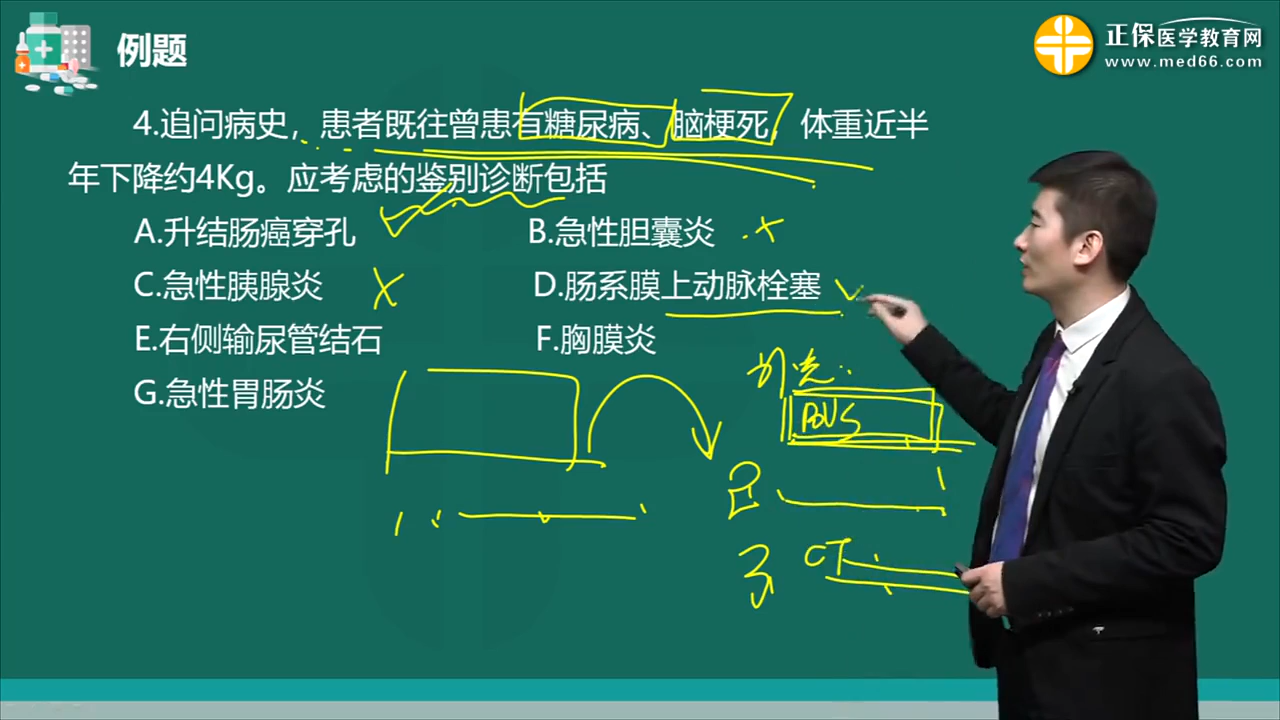 例题
正保医学教育网
www.med66.com
4.追问病史，患者既往曾患有糖尿病、脑梗死，体重近半
年下降约4Kg。应考虑的鉴别诊断包括
A.升结肠癌穿孔
B.急性胆囊炎
C.急性胰腺炎
D.肠系膜上动脉栓塞
E.右侧输尿管结石
F.胸膜炎
G.急性胃肠炎
CT